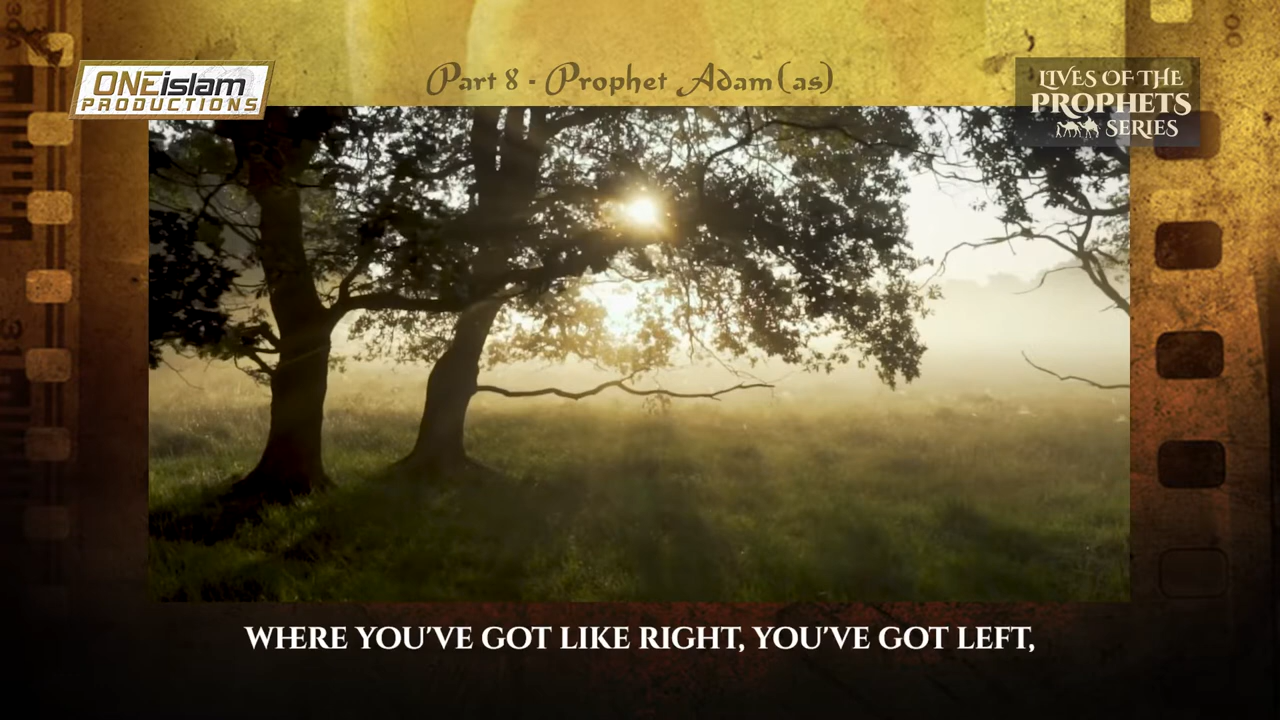 ONEislam
PRODUCTIONS
Part 8 - Prophet Adam (as)
LIVES OF THE
PROPHETS
SERIES
WHERE YOU'VE GOT LIKE RIGHT, YOU'VE GOT LEFT,